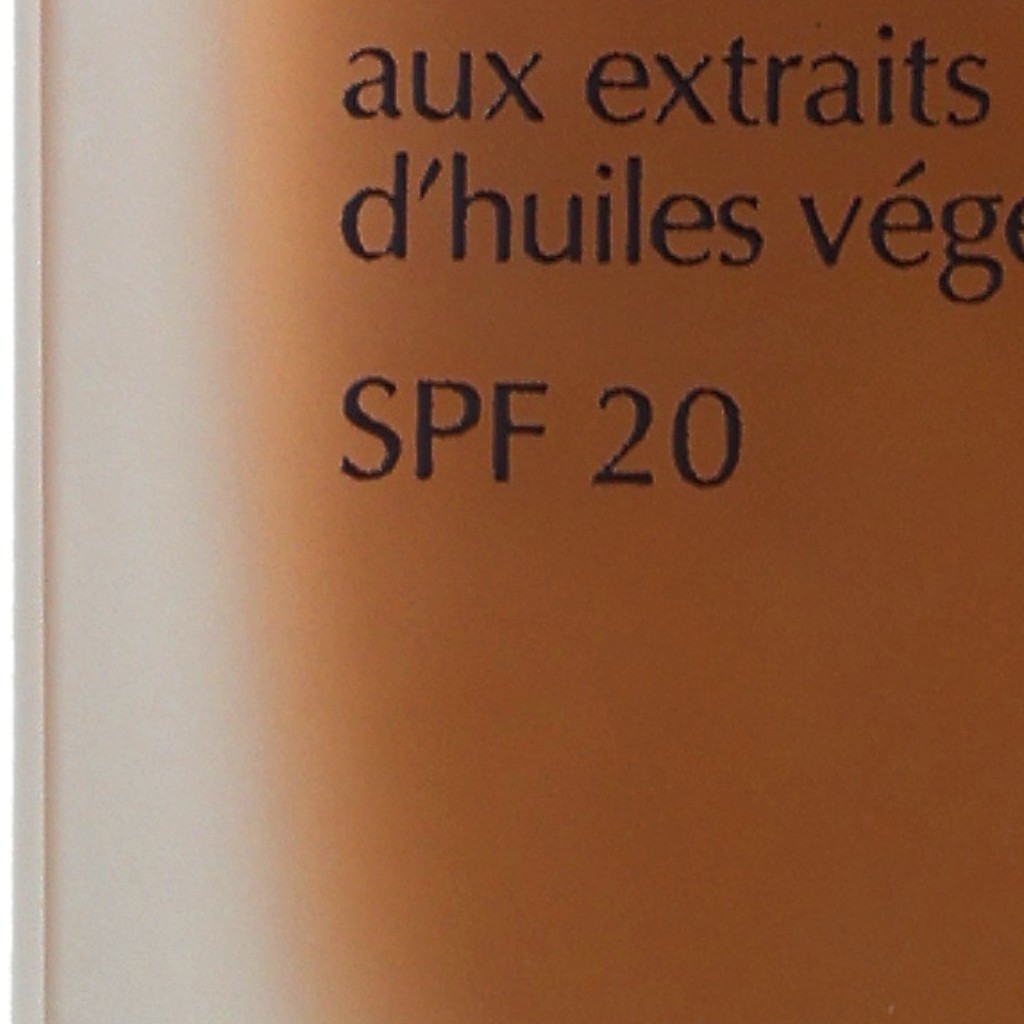 aux extraits
d'huiles
SPF 20